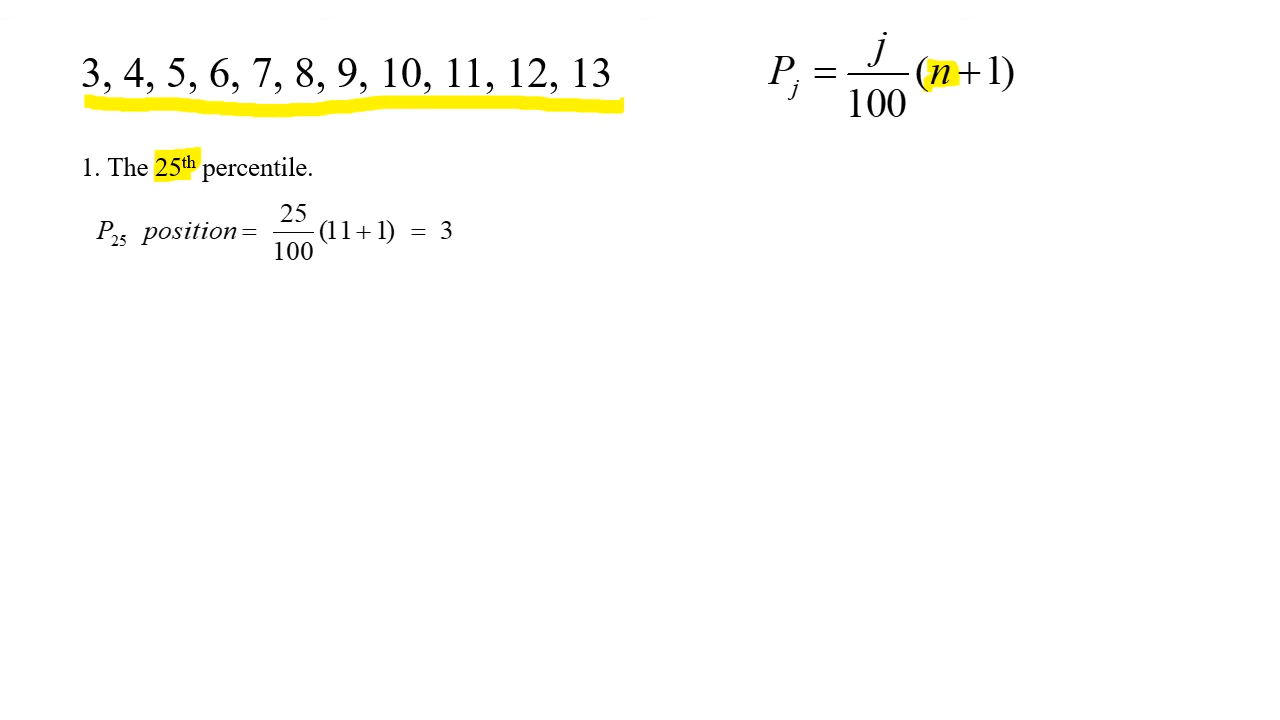 3, 4, 5, 6, 7, 8, 9, 10, 11, 12, 13
P_j = j/100 (n+1)
1. The 25th percentile.
P_25 position = 25/100 (11+1) = 3